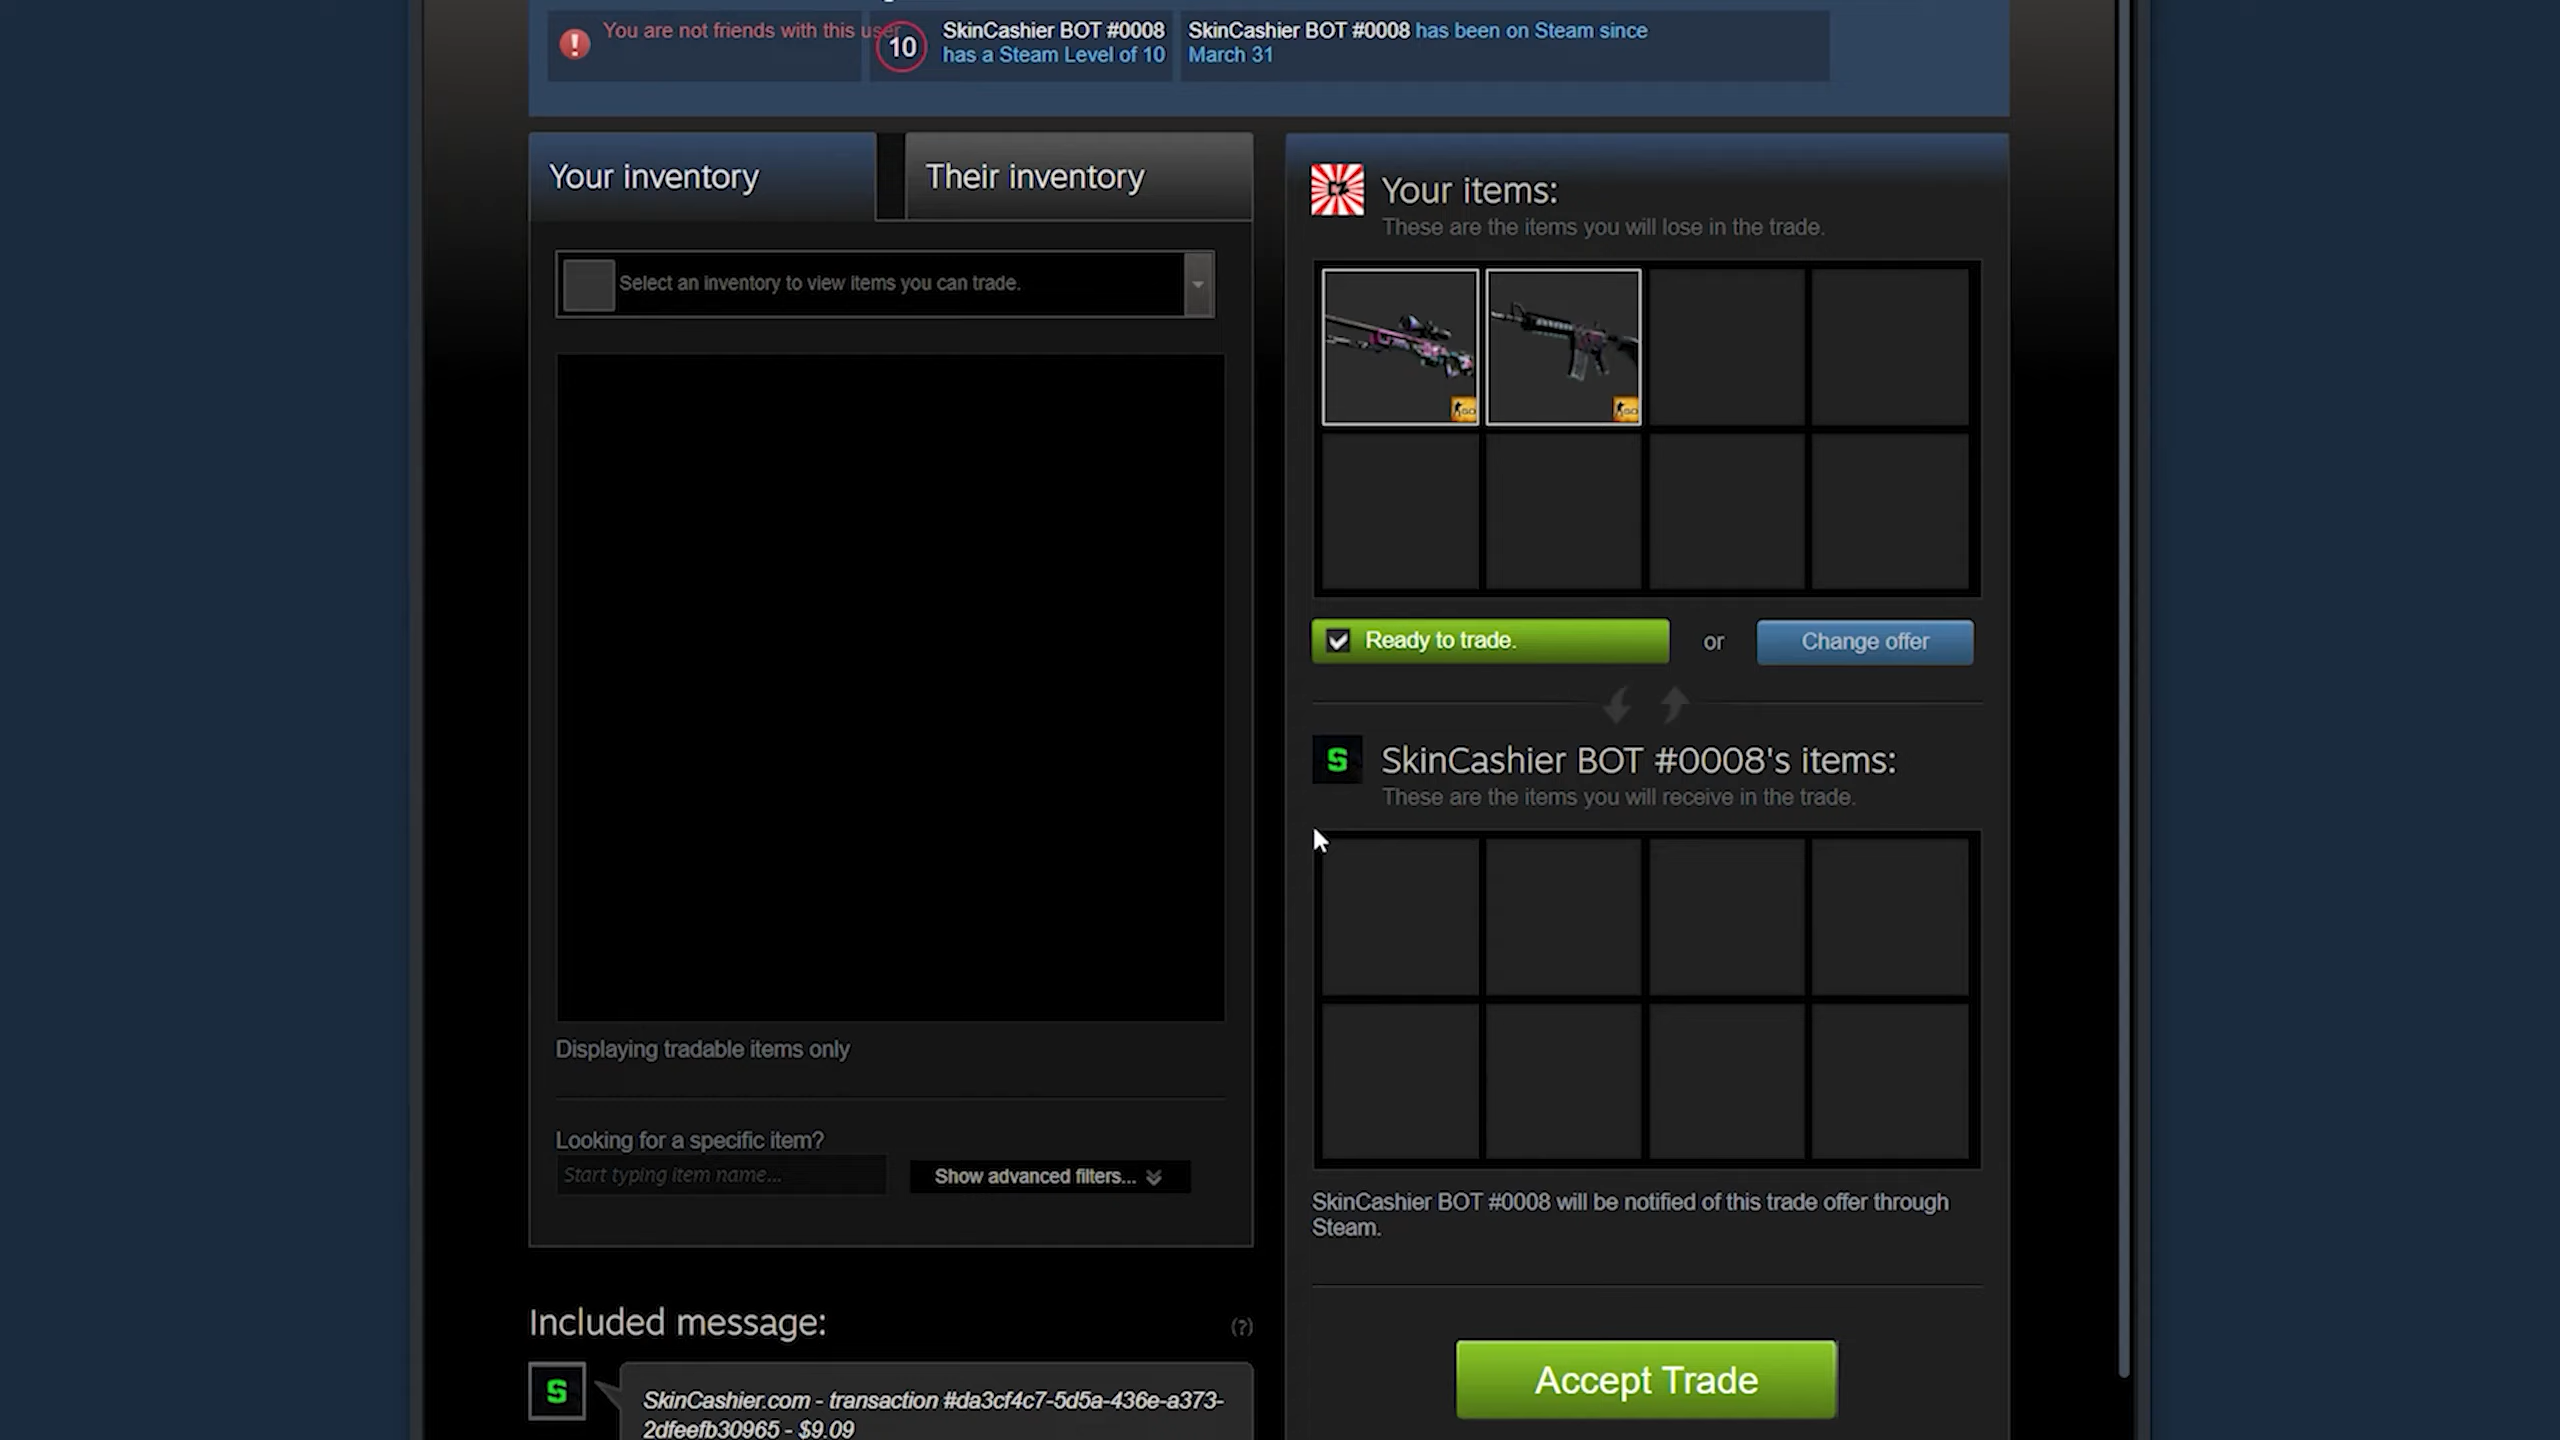 You are not friends with this user
10
SkinCashier BOT #0008
has a Steam Level of 10
SkinCashier BOT #0008 has been on Steam since
March 31
Your inventory
Their inventory
Select an inventory to view items you can trade.
Displaying tradable items only
Looking for a specific item?
Start typing item name...
Show advanced filters...
Included message:
(?)
SkinCashier.com - transaction #da3cf4c7-5d5a-436e-a373-
2dfeefb30965 - $9.09
Your items:
These are the items you will lose in the trade.
Ready to trade.
or
Change offer
S
SkinCashier BOT #0008's items:
These are the items you will receive in the trade.
SkinCashier BOT #0008 will be notified of this trade offer through
Steam.
Accept Trade
S